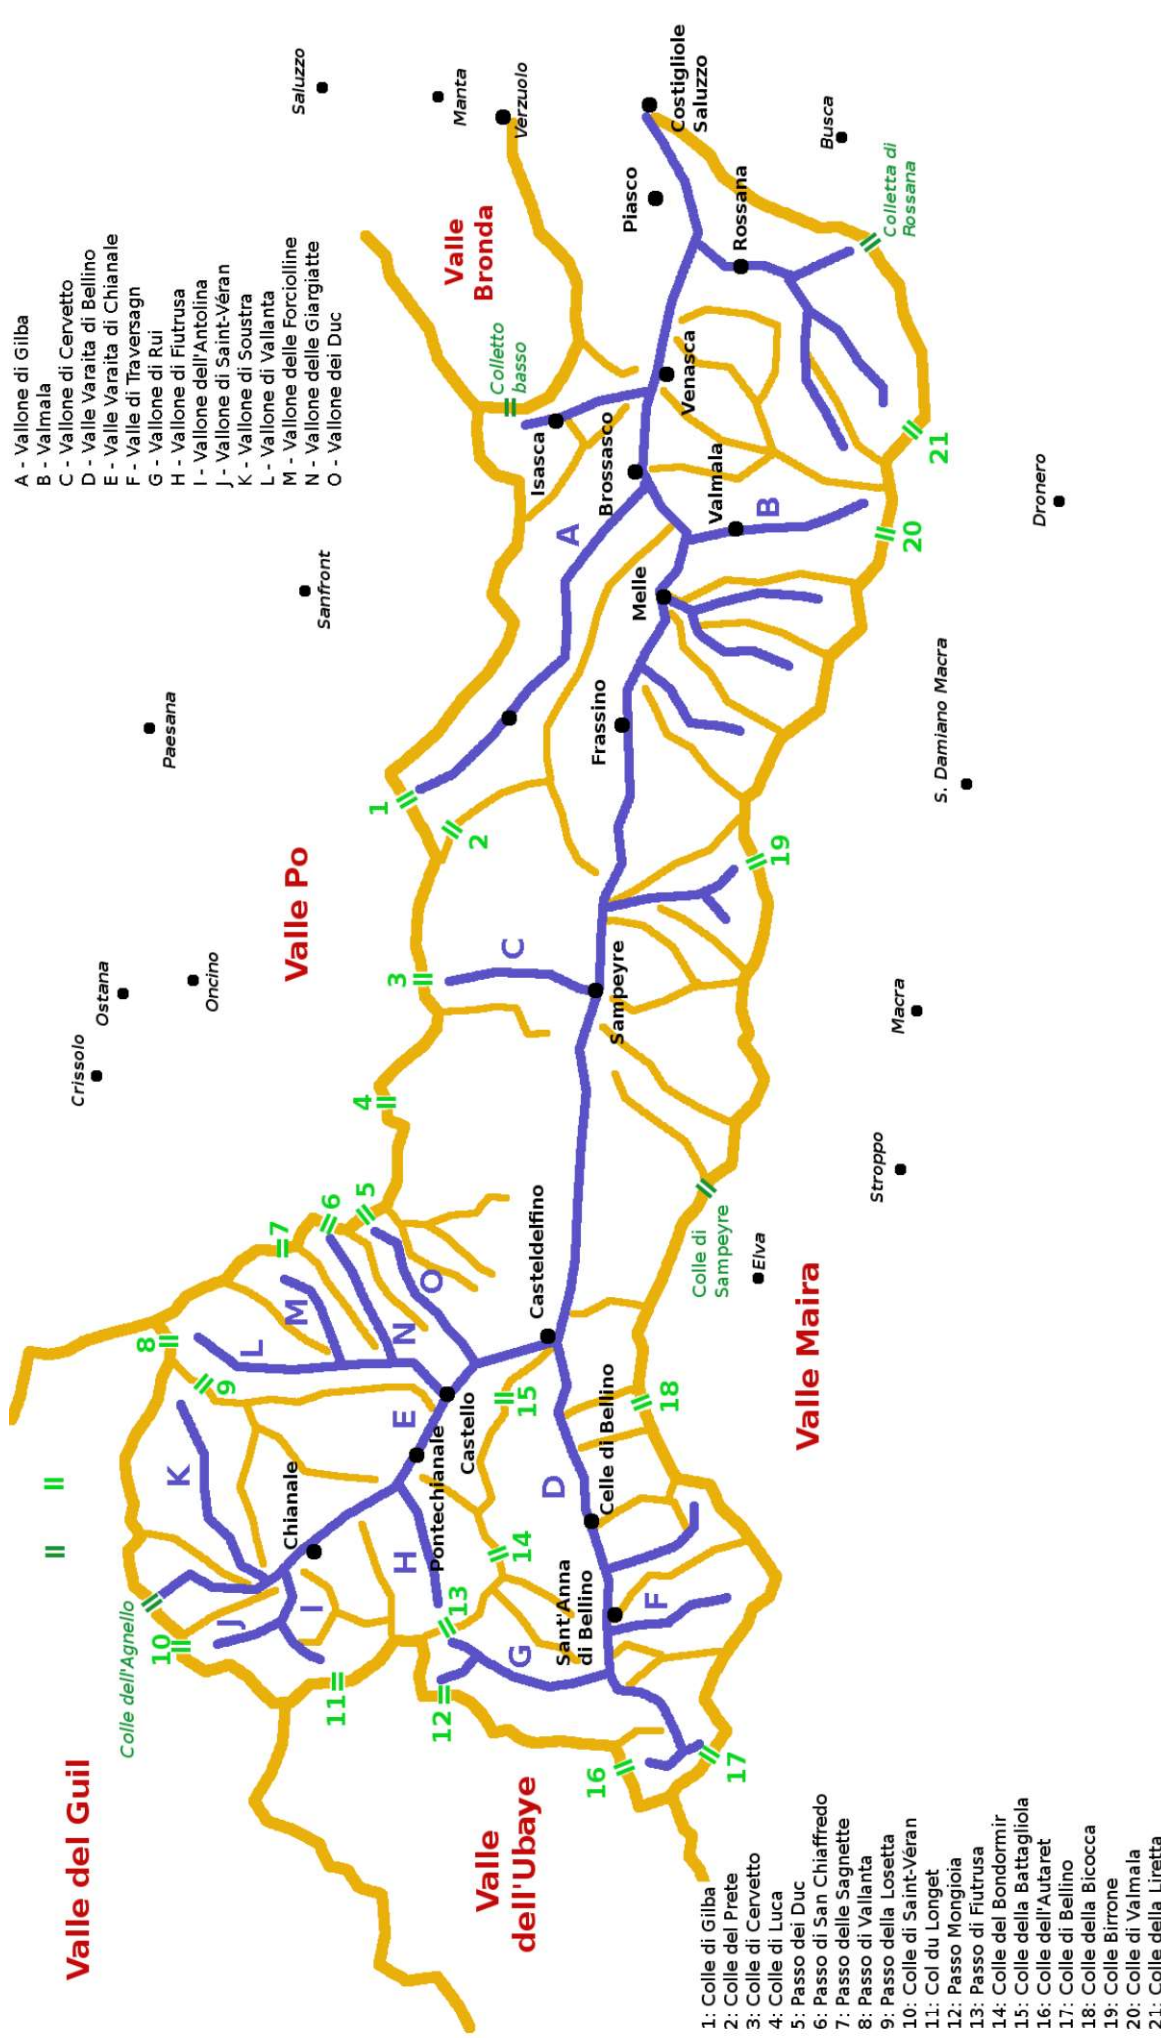 A - Vallone di Gilba
B - Valmala
C - Vallone di Cervetto
D - Valle Varaita di Bellino
E - Valle Varaita di Chianale
F - Valle di Traversagn
G - Vallone di Rui
H - Vallone di Fiutrusa
I - Vallone dell'Antolina
J - Vallone di Saint-Véran
K - Vallone di Soustra
L - Vallone di Vallanta
M - Vallone delle Forciolline
N - Vallone delle Giargiatte
O - Vallone dei Duc
Valle del Guil
Colle dell'Agnello
10
J
I
11
K
Chianale
8
9
L
7
M
6
5
N
O
E
H
Pontechianale
Castello
Casteldelfino
15
14
13
12
G
D
Celle di Bellino
Sant'Anna
di Bellino
F
16
17
18
Valle
dell'Ubaye
Valle Maira
Colle di
Sampeyre
Elva
Stroppo
Macra
S. Damiano Macra
Dronero
Busca
Crissolo
Ostana
Oncino
Paesana
Sanfront
Saluzzo
Manta
Verzuolo
Valle Po
4
3
C
Sampeyre
2
1
Frassino
Melle
A
Isasca
Brossasco
Valmala
B
Venasca
Colletto
basso
Valle
Bronda
Piasco
Costigliole
Saluzzo
Rossana
Colletta di
Rossana
19
20
21
1: Colle di Gilba
2: Colle del Prete
3: Colle di Cervetto
4: Colle di Luca
5: Passo dei Duc
6: Passo di San Chiaffredo
7: Passo delle Sagnette
8: Passo di Vallanta
9: Passo della Losetta
10: Colle di Saint-Véran
11: Col du Longet
12: Passo Mongioia
13: Passo di Fiutrusa
14: Colle del Bondormir
15: Colle della Battagliola
16: Colle dell'Autaret
17: Colle di Bellino
18: Colle della Bicocca
19: Colle Birrone
20: Colle di Valmala
21: Colle della Liretta